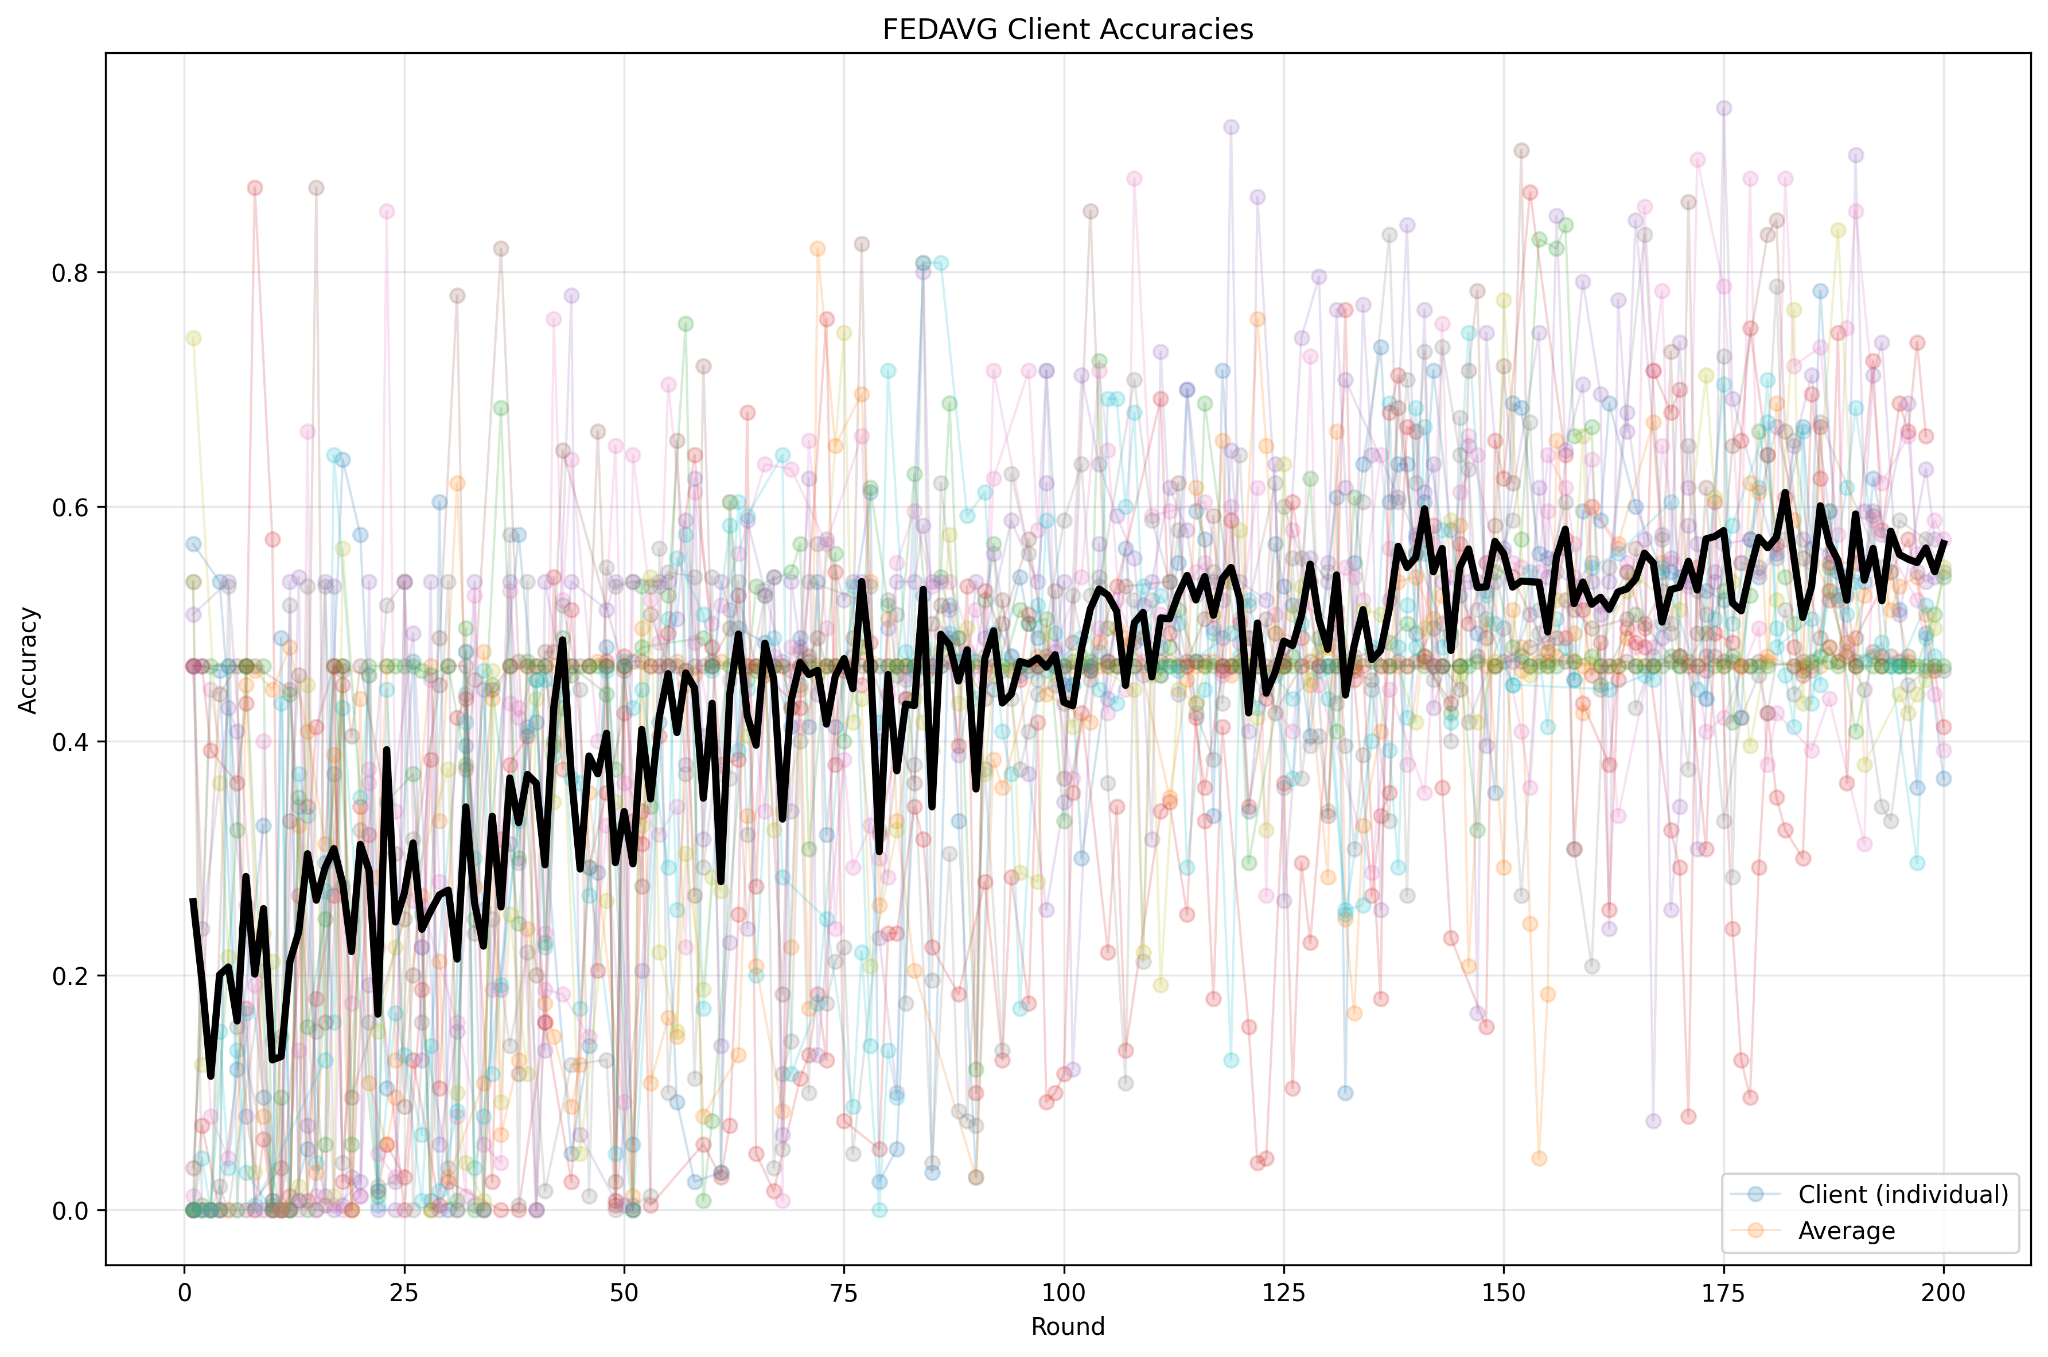 FEDAVG Client Accuracies
Accuracy
0.8
0.6
0.4
0.2
0.0
0 25 50 75 100 125 150 175 200
Round
Client (individual)
Average